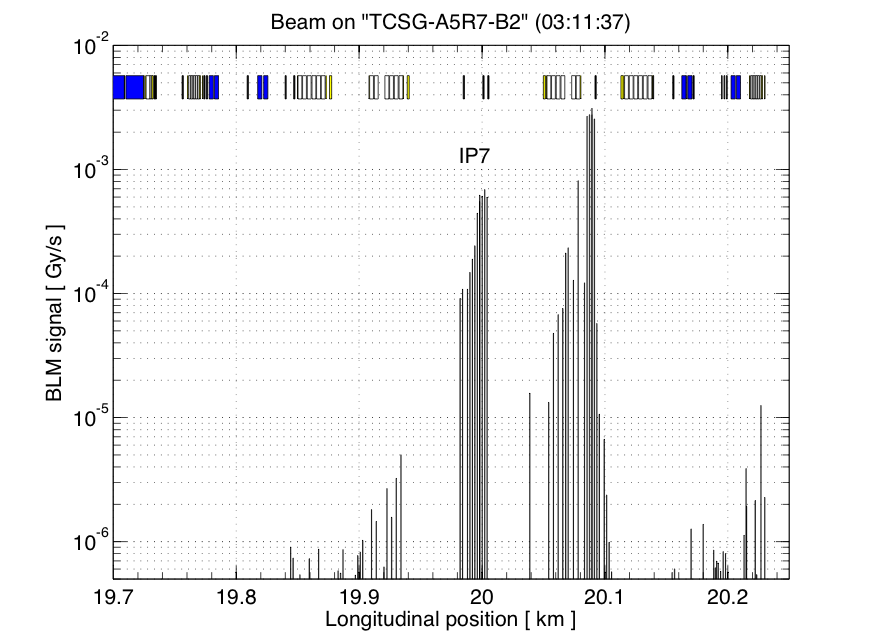 Beam on "TCSG-A5R7-B2" (03:11:37)
10-2
IP7
10-3
10-4
10-5
10-6
BLM signal [ Gy/s ]
19.7 19.8 19.9 20 20.1 20.2
Longitudinal position [ km ]